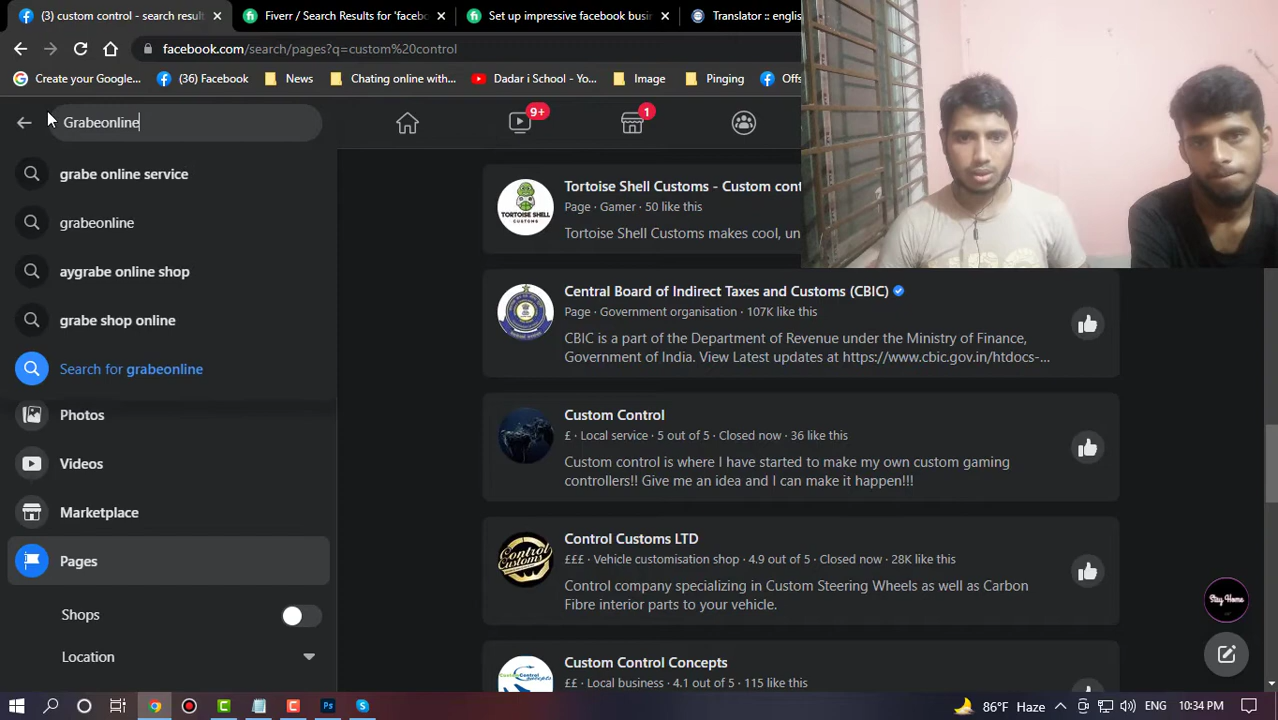 (3) custom control - search resul
Fiverr / Search Results for 'faceb
Set up impressive facebook busi
Translator :: englis
facebook.com/search/pages?q=custom%20control
Create your Google...
(36) Facebook
News
Chating online with...
Dadar i School - Yo...
Image
Pinging
Offs
Grabeonline
9+
1
grabe online service
grabeonline
aygrabe online shop
grabe shop online
Search for grabeonline
Photos
Videos
Marketplace
Pages
Shops
Location
Tortoise Shell Customs - Custom cont
Page · Gamer · 50 like this
Tortoise Shell Customs makes cool, un
TORTOISE SHELL
CUSTOMS
Central Board of Indirect Taxes and Customs (CBIC)
Page · Government organisation · 107K like this
CBIC is a part of the Department of Revenue under the Ministry of Finance,
Government of India. View Latest updates at https://www.cbic.gov.in/htdocs-...
Custom Control
£ · Local service · 5 out of 5 · Closed now · 36 like this
Custom control is where I have started to make my own custom gaming
controllers!! Give me an idea and I can make it happen!!!
Control Customs LTD
£££ · Vehicle customisation shop · 4.9 out of 5 · Closed now · 28K like this
Control company specializing in Custom Steering Wheels as well as Carbon
Fibre interior parts to your vehicle.
Control
CUSTOMS
Custom Control Concepts
££ · Local business · 4.1 out of 5 · 115 like this
Stay Home
86°F Haze
ENG
10:34 PM